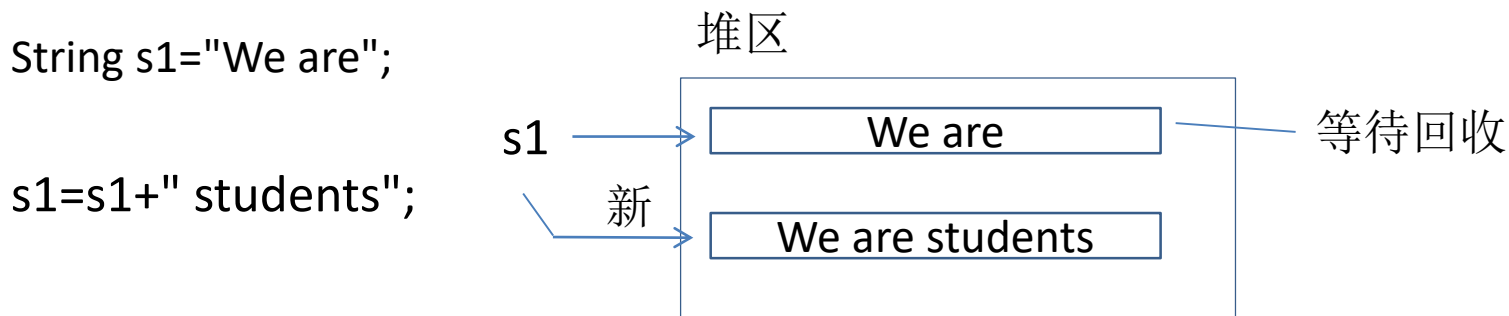 String s1="We are";
s1=s1+" students";
堆区
s1
We are
等待回收
新
We are students